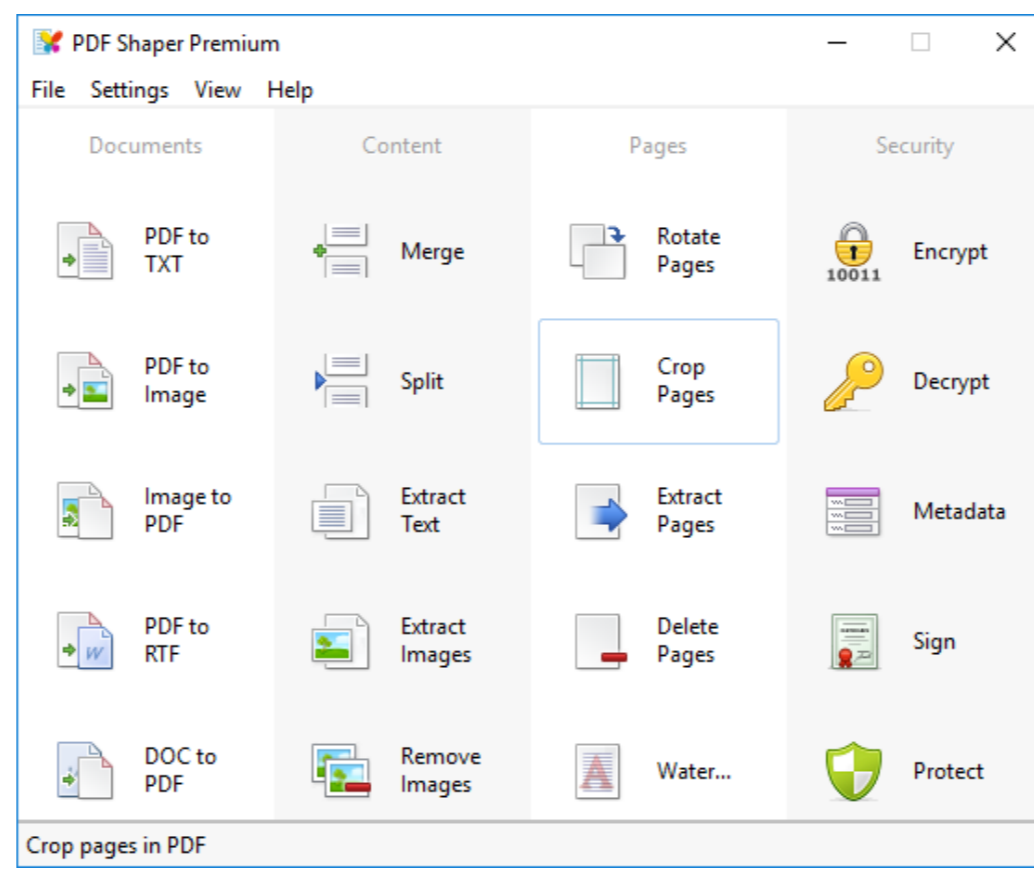 PDF Shaper Premium
File Settings View Help
Documents Content Pages Security
PDF to
TXT
Merge
Rotate
Pages
10011
Encrypt
PDF to
Image
Split
Crop
Pages
Decrypt
Image to
PDF
Extract
Text
Extract
Pages
Metadata
PDF to
RTF
W
Extract
Images
Delete
Pages
Sign
DOC to
PDF
Remove
Images
A
Water...
Protect
Crop pages in PDF